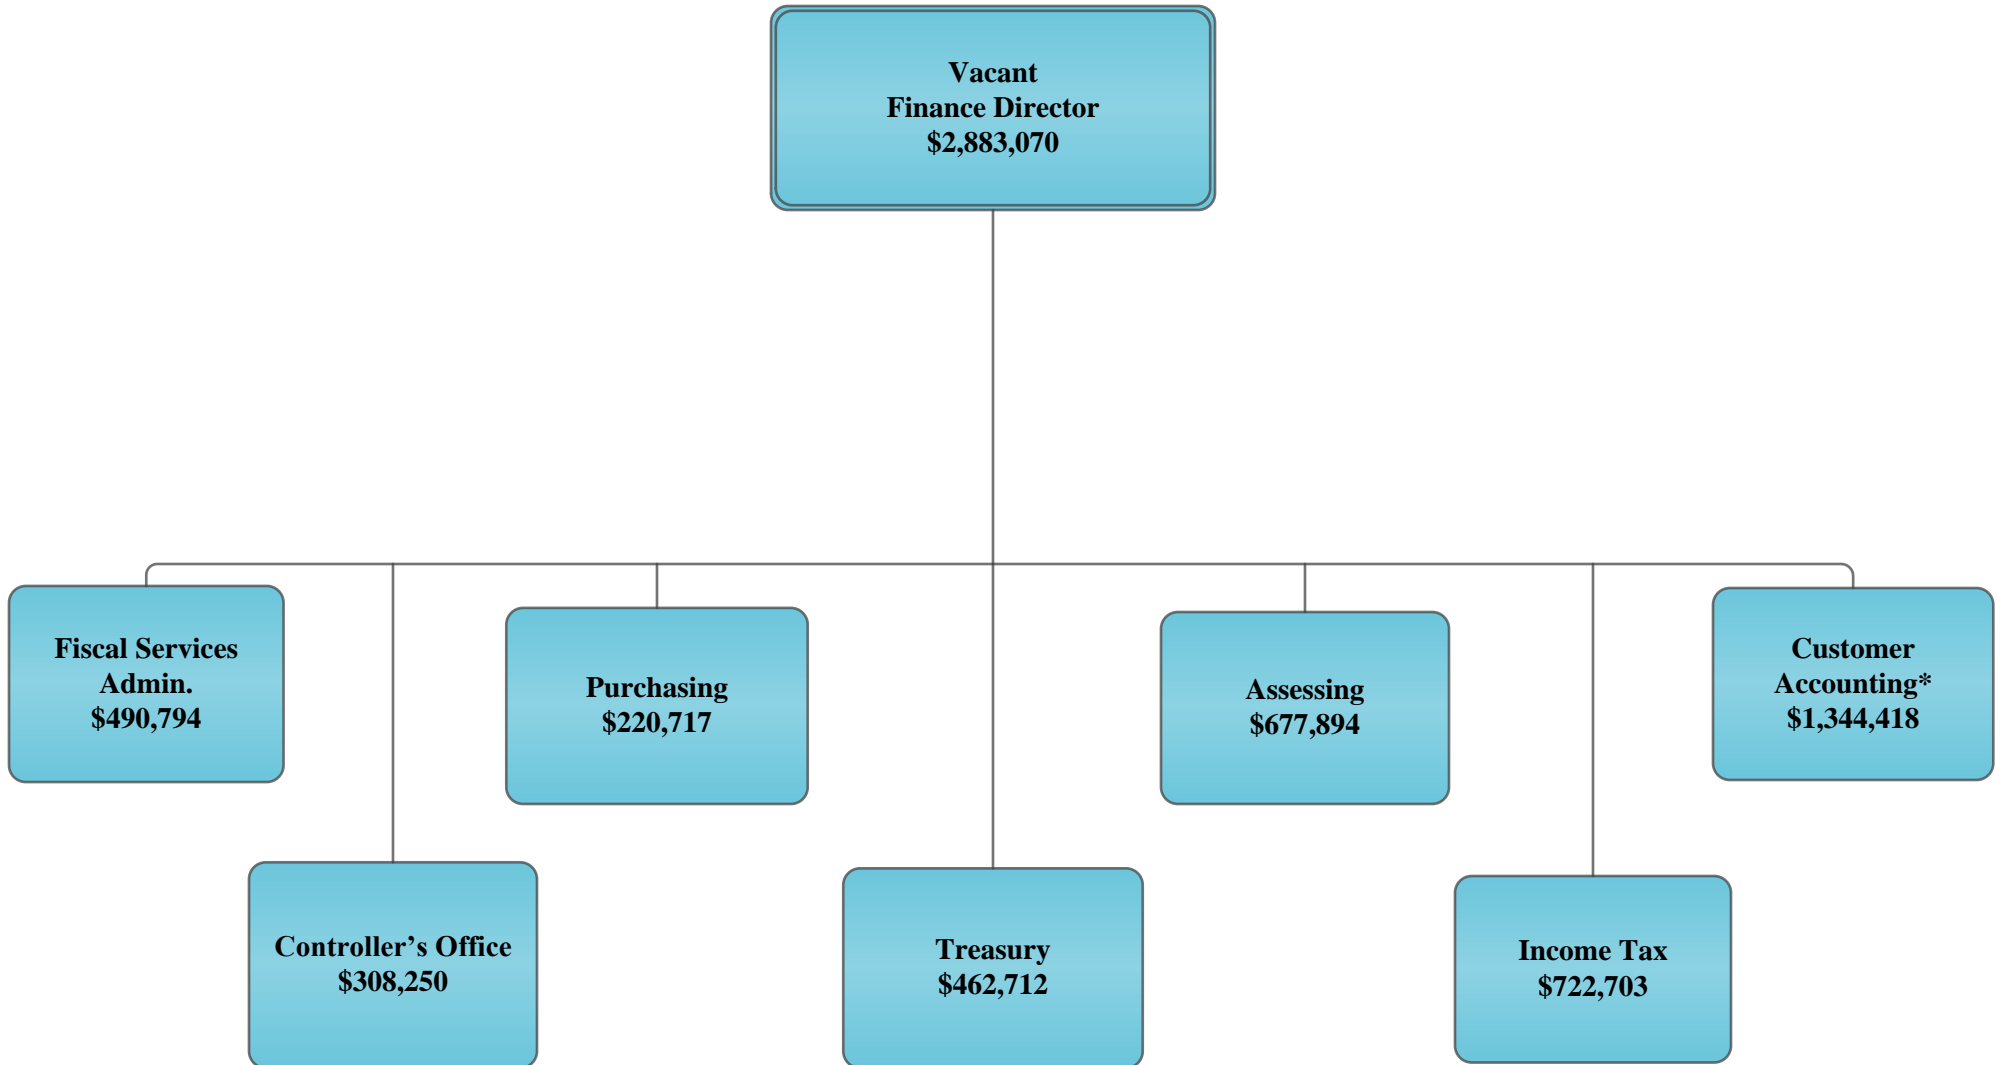 Vacant
Finance Director
$2,883,070
Fiscal Services
Admin.
$490,794
Purchasing
$220,717
Assessing
$677,894
Customer
Accounting*
$1,344,418
Controller’s Office
$308,250
Treasury
$462,712
Income Tax
$722,703